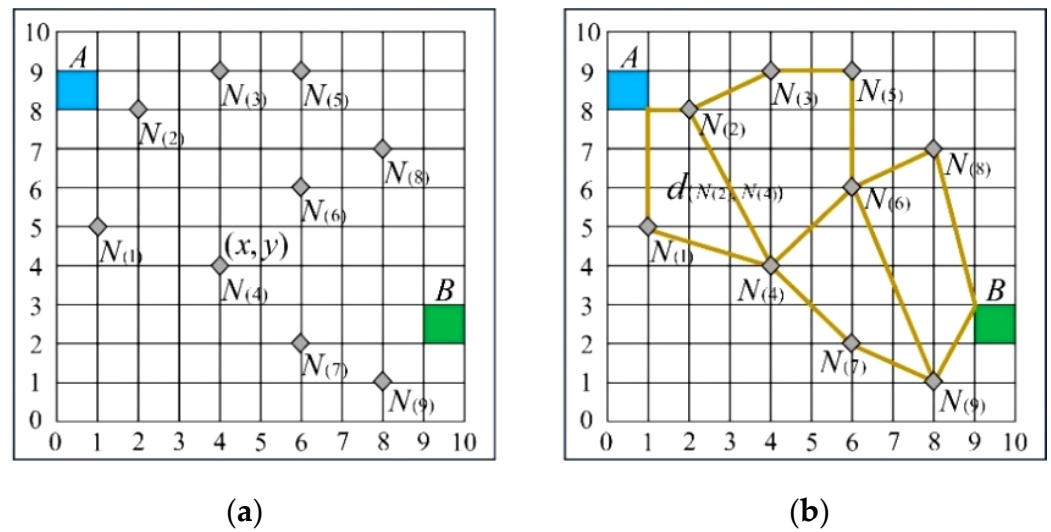 10
A
9
N(3)
N(5)
8
N(2)
7
N(8)
6
N(6)
5
N(1)
(x, y)
4
N(4)
3
B
2
N(7)
1
N(9)
0
0 1 2 3 4 5 6 7 8 9 10
(a)
10
A
9
N(3)
N(5)
8
N(2)
7
N(8)
6
d(N(2), N(4))
N(6)
5
N(1)
4
N(4)
3
B
2
N(7)
1
N(9)
0
0 1 2 3 4 5 6 7 8 9 10
(b)